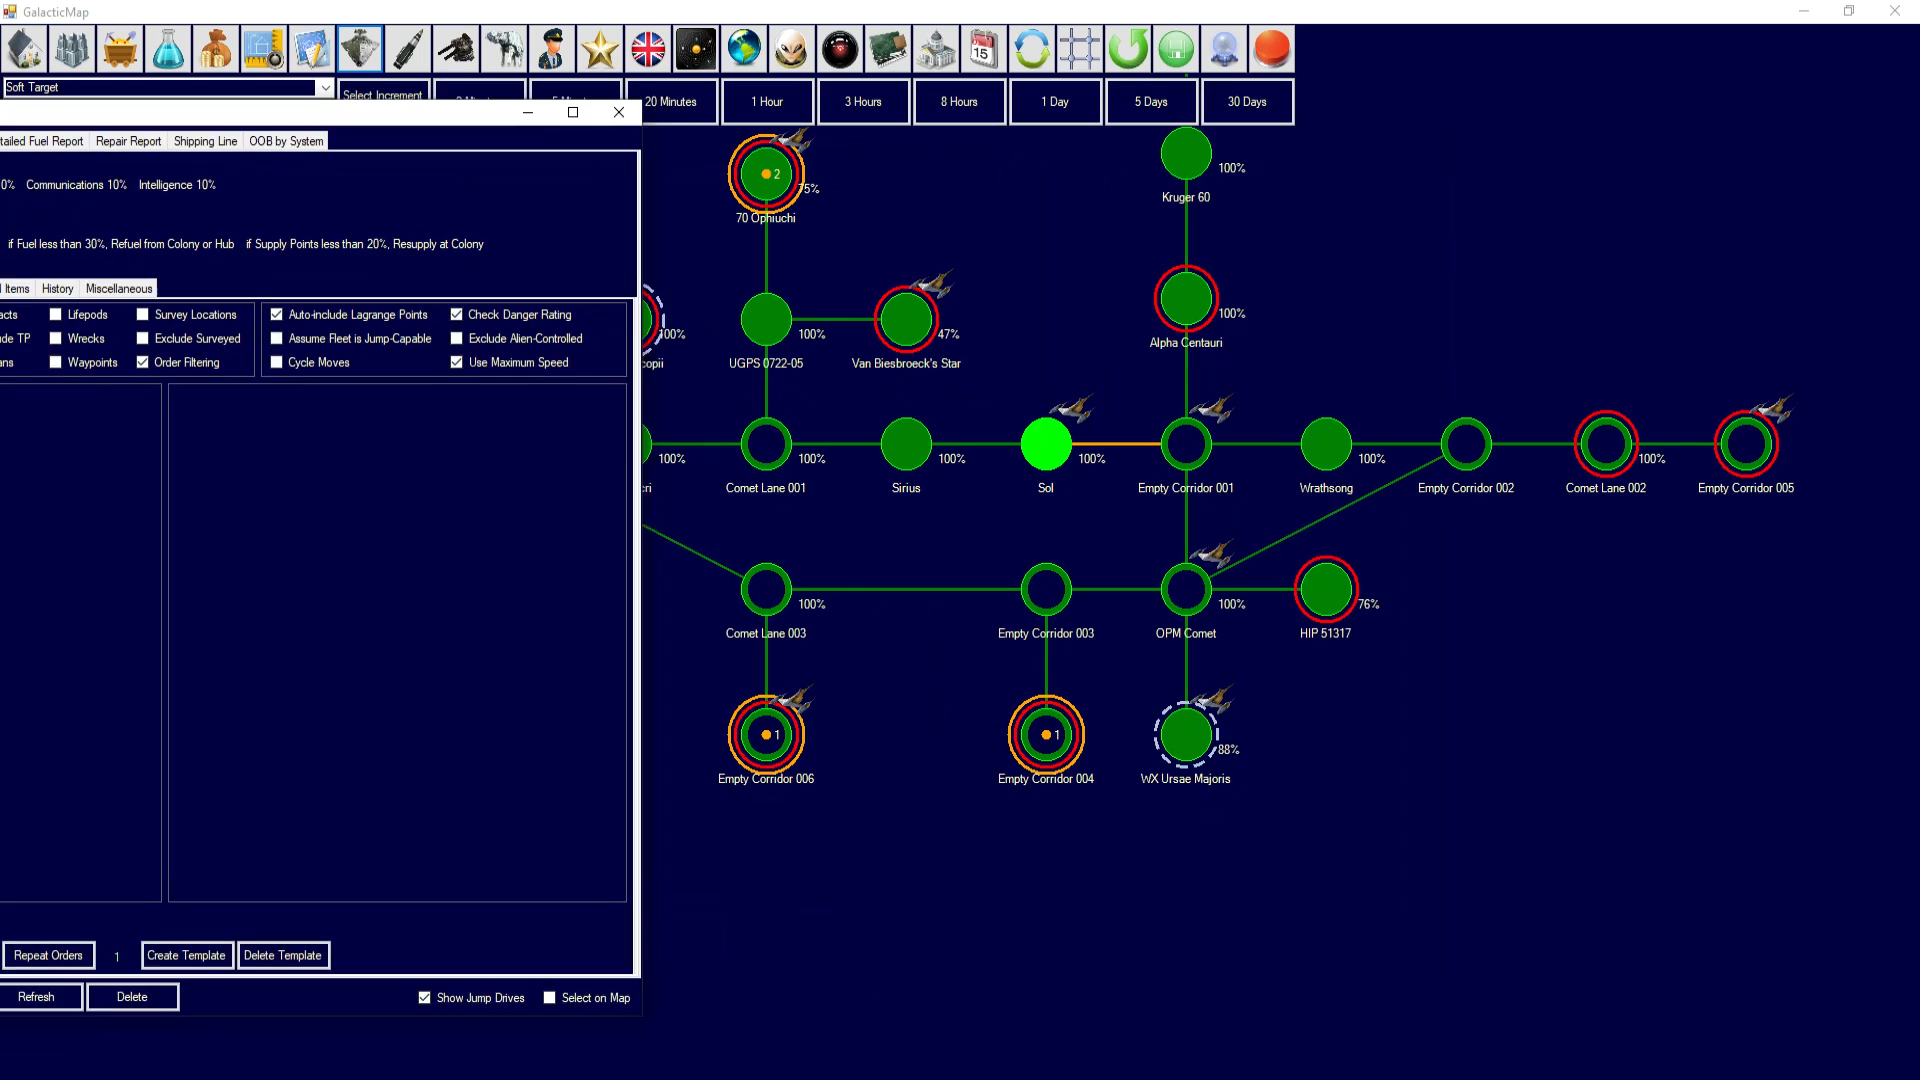 GalacticMap
15
Soft Target
Select Increment
20 Minutes
1 Hour
3 Hours
8 Hours
1 Day
5 Days
30 Days
tailed Fuel Report
Repair Report
Shipping Line
OOB by System
0% Communications 10% Intelligence 10%
if Fuel less than 30%, Refuel from Colony or Hub if Supply Points less than 20%, Resupply at Colony
Items
History
Miscellaneous
acts
Lifepods
Survey Locations
Auto-include Lagrange Points
Check Danger Rating
de TP
Wrecks
Exclude Surveyed
Assume Fleet is Jump-Capable
Exclude Alien-Controlled
ns
Waypoints
Order Filtering
Cycle Moves
Use Maximum Speed
Repeat Orders
1
Create Template
Delete Template
Refresh
Delete
Show Jump Drives
Select on Map
2
75%
70 Ophiuchi
100%
Kruger 60
100%
Alpha Centauri
100%
copii
100%
UGPS 0722-05
47%
Van Biesbroeck's Star
100%
cri
100%
Comet Lane 001
100%
Sirius
100%
Sol
100%
Empty Corridor 001
100%
Wrathsong
Empty Corridor 002
100%
Comet Lane 002
Empty Corridor 005
100%
Comet Lane 003
Empty Corridor 003
100%
OPM Comet
76%
HIP 51317
1
Empty Corridor 006
1
Empty Corridor 004
88%
WX Ursae Majoris